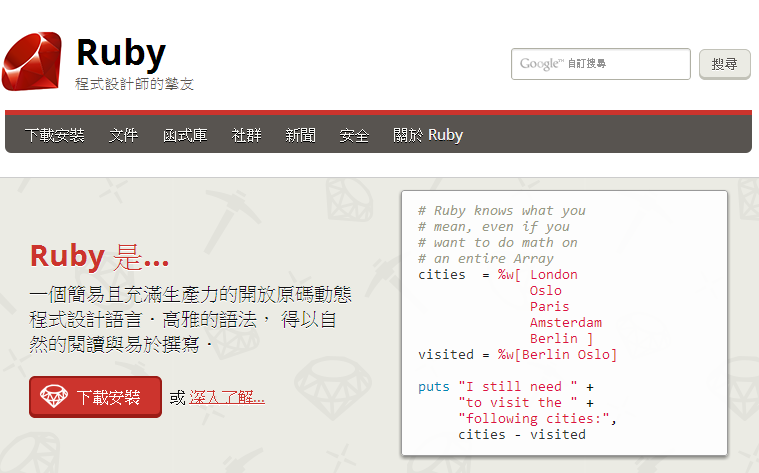 Ruby
程式設計師的摯友
Google™ 自訂搜尋
搜尋
下載安裝 文件 函式庫 社群 新聞 安全 關於 Ruby
Ruby 是...
一個簡易且充滿生產力的開放原碼動態
程式設計語言．高雅的語法， 得以自
然的閱讀與易於撰寫．
下載安裝 或 深入了解...
# Ruby knows what you
# mean, even if you
# want to do math on
# an entire Array
cities  = %w[ London
              Oslo
              Paris
              Amsterdam
              Berlin ]
visited = %w[Berlin Oslo]
puts "I still need " +
     "to visit the " +
     "following cities:",
     cities - visited